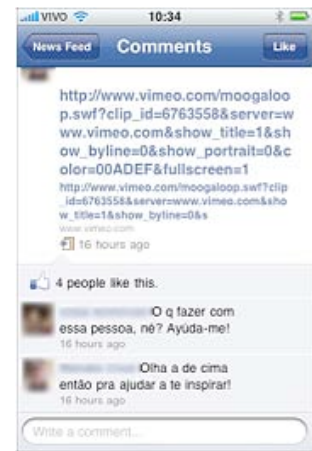 VIVO 10:34
News Feed Comments Like
http://www.vimeo.com/moogaloo
p.swf?clip_id=6763558&server=w
ww.vimeo.com&show_title=1&sh
ow_byline=0&show_portrait=0&c
olor=00ADEF&fullscreen=1
http://www.vimeo.com/moogaloop.swf?clip
_id=6763558&server=vimeo.com&sho
w_title=1&show_byline=0&s
www.vimeo.com
16 hours ago
4 people like this.
O q fazer com
essa pessoa, né? Ayúda-me!
16 hours ago
Olha a de cima
então pra ajudar a te inspirar!
16 hours ago
Write a comment...